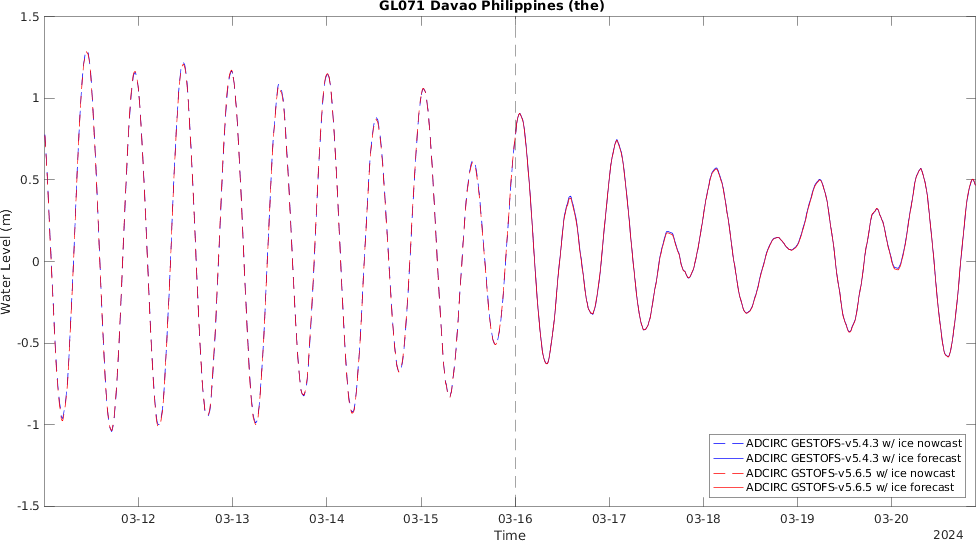 GL071 Davao Philippines (the)
1.5
1
0.5
0
-0.5
-1
-1.5
Water Level (m)
03-12 03-13 03-14 03-15 03-16 03-17 03-18 03-19 03-20
Time
2024
ADCIRC GESTOFS-v5.4.3 w/ ice nowcast
ADCIRC GESTOFS-v5.4.3 w/ ice forecast
ADCIRC GSTOFS-v5.6.5 w/ ice nowcast
ADCIRC GSTOFS-v5.6.5 w/ ice forecast